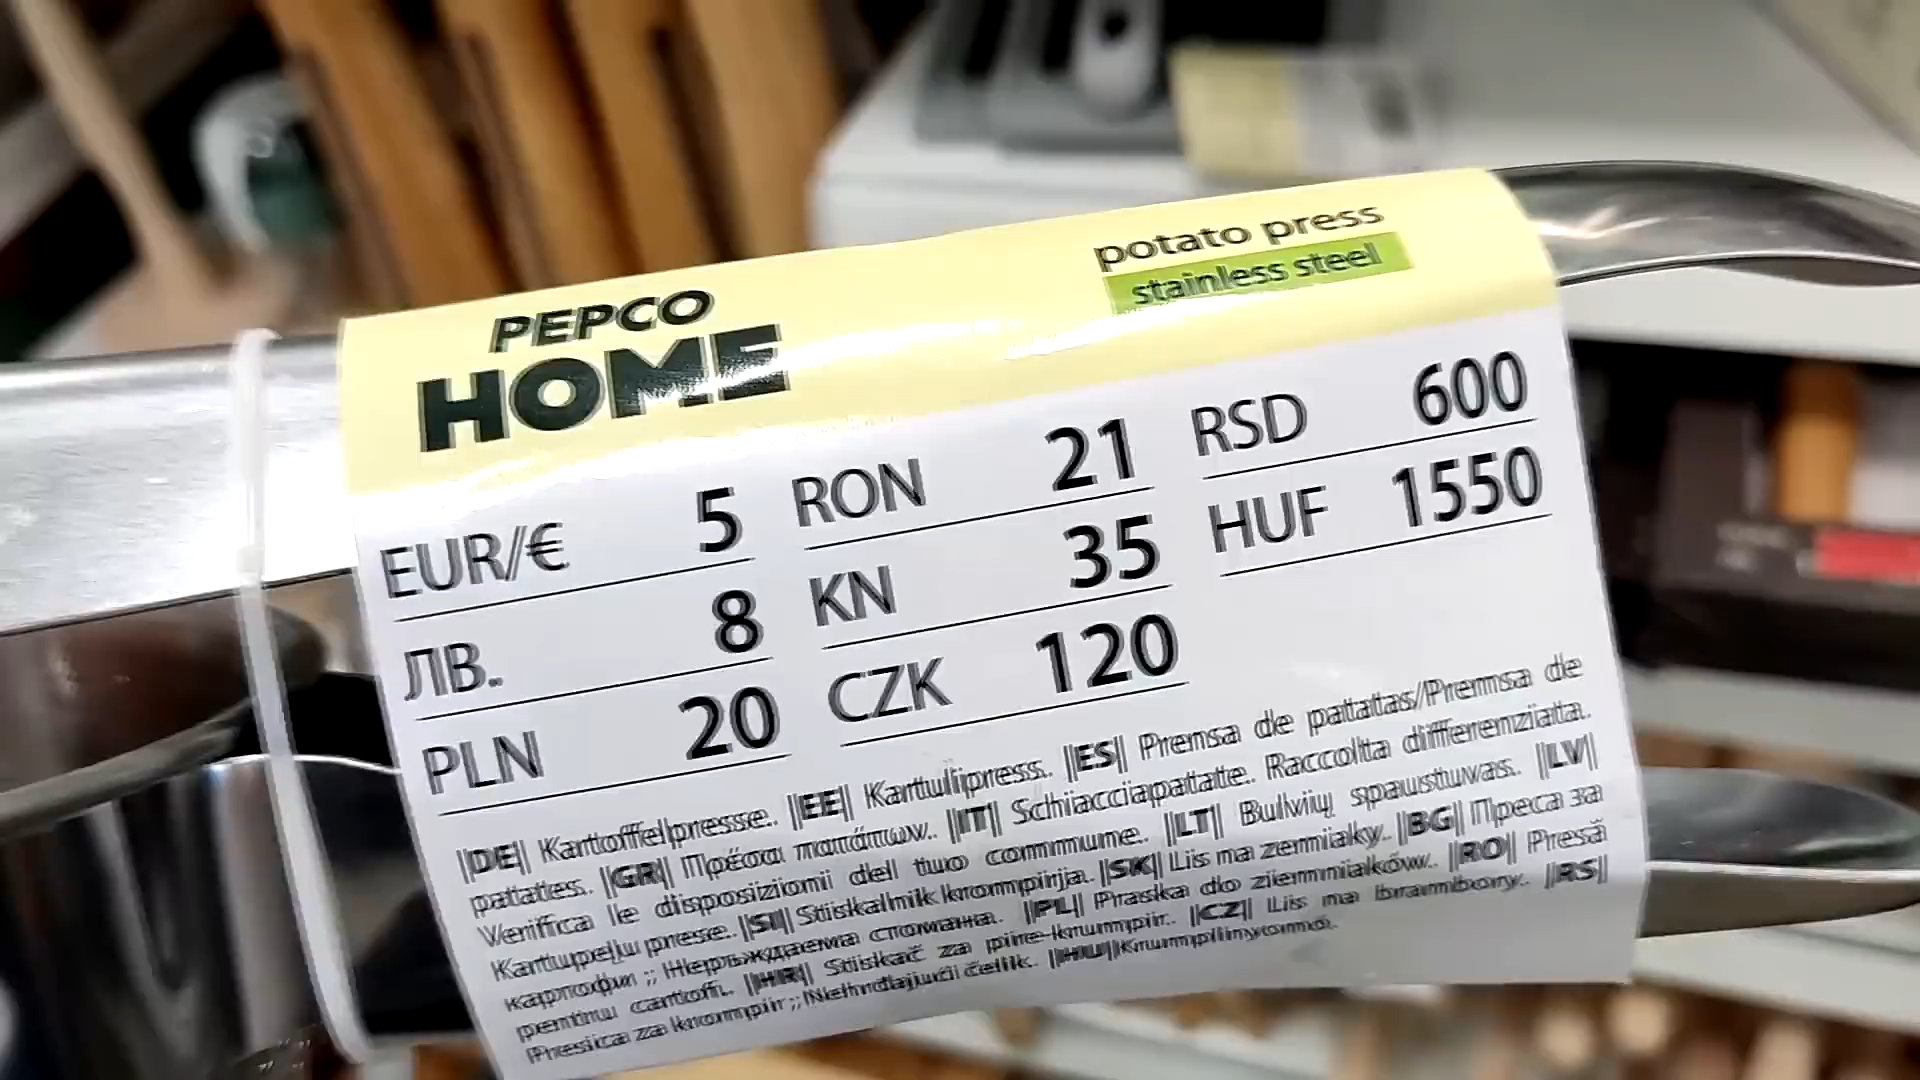 potato press
stainless steel
PEPCO
HOME
EUR/€ 5 RON 21 RSD 600
ЛВ. 8 KN 35 HUF 1550
PLN 20 CZK 120
|DE| Kartoffelpresse. |EE| Kartulipress. |ES| Prensa de patatas/Premsa de
patates. |GR| Πρέσα πατάτων. |IT| Schiacciapatate. Raccolta differenziata.
Verifica le disposizioni del tuo comune. |LT| Bulvių spaustuvas. |LV|
Kartupeļu prese. |SI| Stiskalnik krompirja. |SK| Lis na zemiaky. |BG| Преса за
картофи ; Неръждаема стомана. |PL| Praska do ziemniaków. |RO| Presă
pentru cartofi. |HR| Stiskač za pire-krumpir. |CZ| Lis na brambory. |RS|
Presica za krompir ; Nehrđajući čelik. |HU| Krumplinyomó.